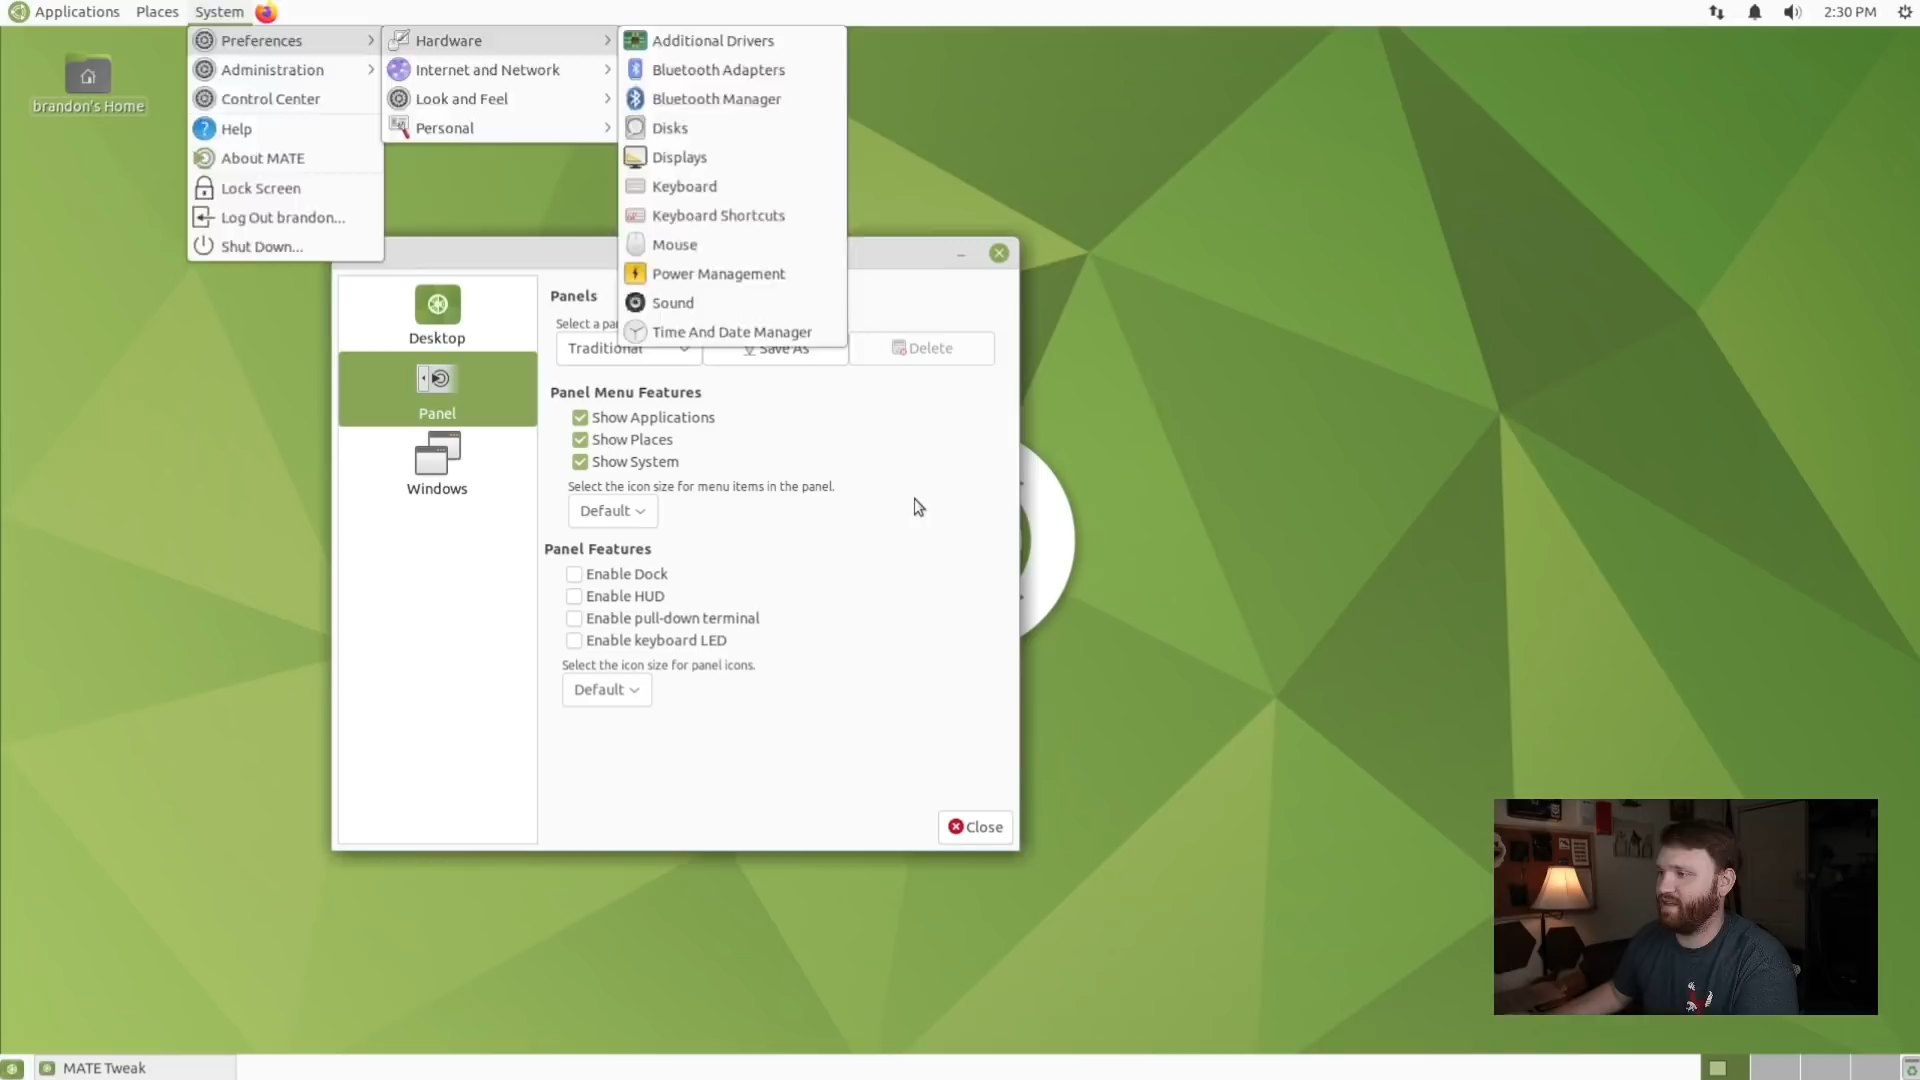 Applications Places System
2:30 PM
brandon's Home
Preferences
Administration
Control Center
Help
About MATE
Lock Screen
Log Out brandon...
Shut Down...
Hardware
Internet and Network
Look and Feel
Personal
Additional Drivers
Bluetooth Adapters
Bluetooth Manager
Disks
Displays
Keyboard
Keyboard Shortcuts
Mouse
Power Management
Sound
Time And Date Manager
Desktop
Panel
Windows
Panels
Select a pa
Traditional
Save As
Delete
Panel Menu Features
Show Applications
Show Places
Show System
Select the icon size for menu items in the panel.
Default
Panel Features
Enable Dock
Enable HUD
Enable pull-down terminal
Enable keyboard LED
Select the icon size for panel icons.
Default
Close
MATE Tweak